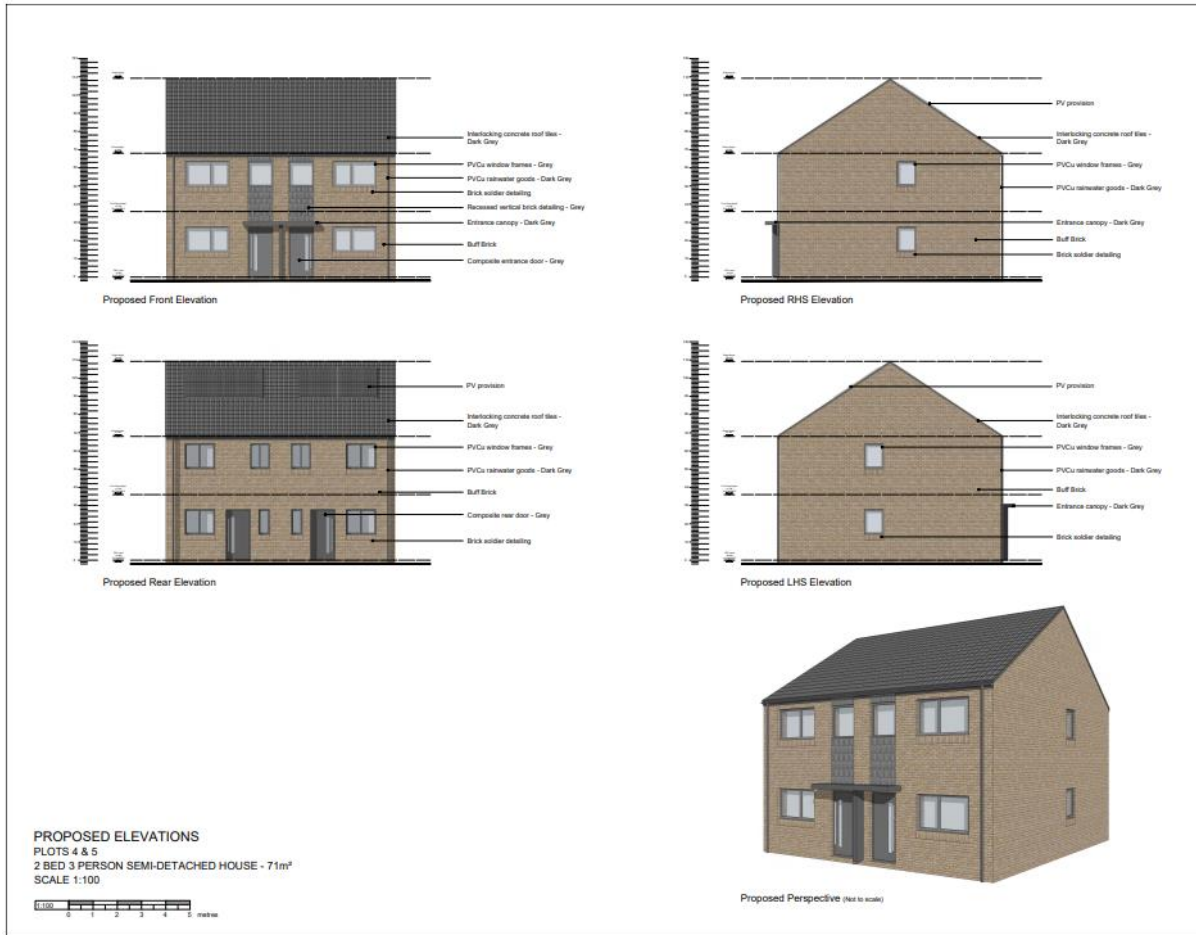 Interlocking concrete roof tiles -
Dark Grey
PVCu window frames - Grey
PVCu rainwater goods - Dark Grey
Brick soldier detailing
Recessed vertical brick detailing - Grey
Entrance canopy - Dark Grey
Buff Brick
Composite entrance door - Grey
Proposed Front Elevation
PV provision
Interlocking concrete roof tiles -
Dark Grey
PVCu window frames - Grey
PVCu rainwater goods - Dark Grey
Entrance canopy - Dark Grey
Buff Brick
Brick soldier detailing
Proposed RHS Elevation
PV provision
Interlocking concrete roof tiles -
Dark Grey
PVCu window frames - Grey
PVCu rainwater goods - Dark Grey
Buff Brick
Composite rear door - Grey
Brick soldier detailing
Proposed Rear Elevation
PV provision
Interlocking concrete roof tiles -
Dark Grey
PVCu window frames - Grey
PVCu rainwater goods - Dark Grey
Buff Brick
Entrance canopy - Dark Grey
Brick soldier detailing
Proposed LHS Elevation
PROPOSED ELEVATIONS
PLOTS 4 & 5
2 BED 3 PERSON SEMI-DETACHED HOUSE - 71m²
SCALE 1:100
1:100
0 1 2 3 4 5 metres
Proposed Perspective (Not to scale)